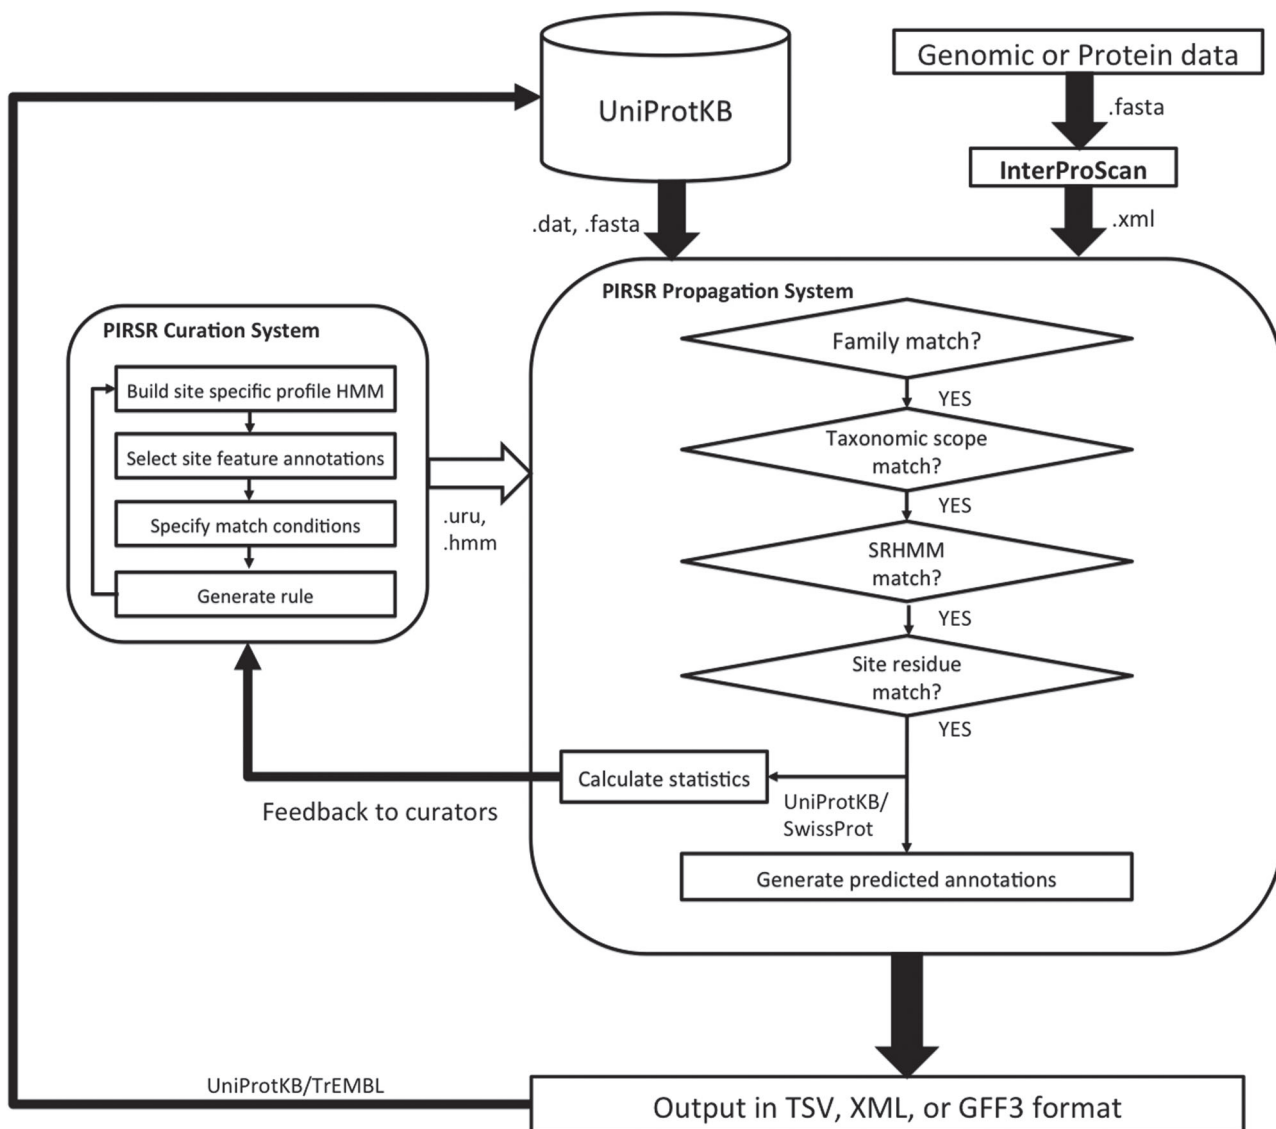 Genomic or Protein data
UniProtKB
.fasta
InterProScan
.dat, .fasta
.xml
PIRSR Propagation System
PIRSR Curation System
Family match?
Build site specific profile HMM
YES
Taxonomic scope
match?
Select site feature annotations
YES
Specify match conditions
.uru,
.hmm
SRHMM
match?
Generate rule
YES
Site residue
match?
YES
Calculate statistics
Feedback to curators
UniProtKB/
SwissProt
Generate predicted annotations
UniProtKB/TrEMBL
Output in TSV, XML, or GFF3 format